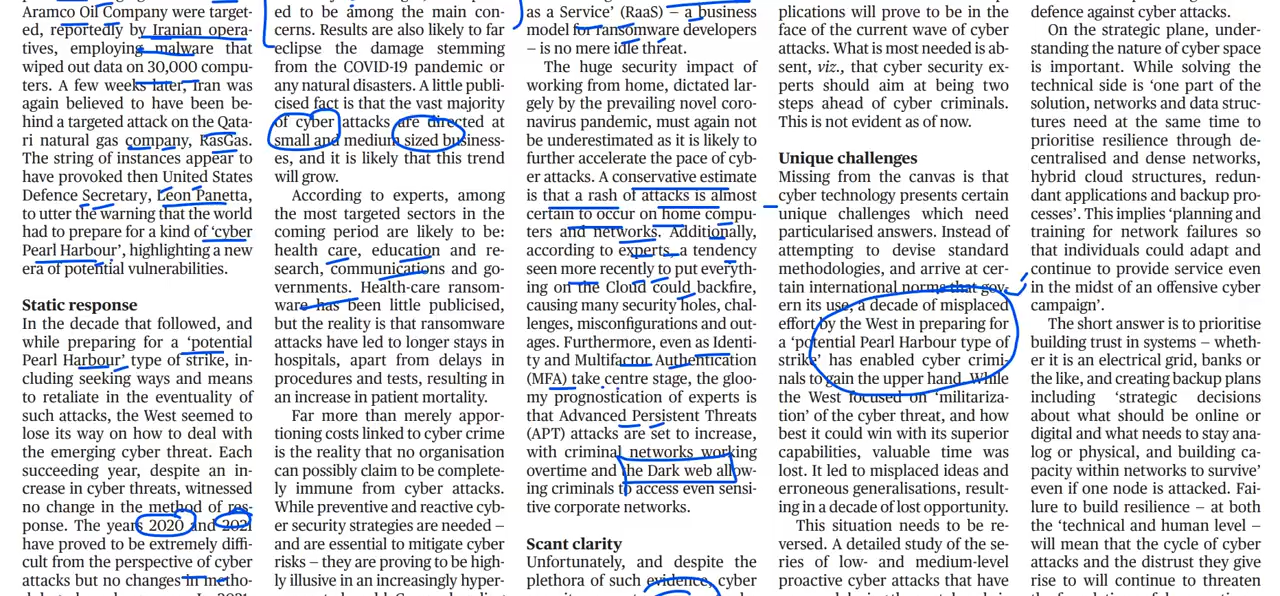 Aramco Oil Company were target-
ed, reportedly by Iranian opera-
tives, employing malware that
wiped out data on 30,000 compu-
ters. A few weeks later, Iran was
again believed to have been be-
hind a targeted attack on the Qata-
ri natural gas company, RasGas.
The string of instances appear to
have provoked then United States
Defence Secretary, Leon Panetta,
to utter the warning that the world
had to prepare for a kind of ‘cyber
Pearl Harbour’, highlighting a new
era of potential vulnerabilities.
Static response
In the decade that followed, and
while preparing for a ‘potential
Pearl Harbour’ type of strike, in-
cluding seeking ways and means
to retaliate in the eventuality of
such attacks, the West seemed to
lose its way on how to deal with
the emerging cyber threat. Each
succeeding year, despite an in-
crease in cyber threats, witnessed
no change in the method of res-
ponse. The years 2020 and 2021
have proved to be extremely diffi-
cult from the perspective of cyber
attacks but no changes in metho-
ed to be among the main con-
cerns. Results are also likely to far
eclipse the damage stemming
from the COVID-19 pandemic or
any natural disasters. A little publi-
cised fact is that the vast majority
of cyber attacks are directed at
small and medium sized business-
es, and it is likely that this trend
will grow.
According to experts, among
the most targeted sectors in the
coming period are likely to be:
health care, education and re-
search, communications and go-
vernments. Health-care ransom-
ware has been little publicised,
but the reality is that ransomware
attacks have led to longer stays in
hospitals, apart from delays in
procedures and tests, resulting in
an increase in patient mortality.
Far more than merely appor-
tioning costs linked to cyber crime
is the reality that no organisation
can possibly claim to be complete-
ly immune from cyber attacks.
While preventive and reactive cyb-
er security strategies are needed –
and are essential to mitigate cyber
risks – they are proving to be high-
ly illusive in an increasingly hyper-
as a Service’ (RaaS) – a business
model for ransomware developers
– is no mere idle threat.
The huge security impact of
working from home, dictated lar-
gely by the prevailing novel coro-
navirus pandemic, must again not
be underestimated as it is likely to
further accelerate the pace of cyb-
er attacks. A conservative estimate
is that a rash of attacks is almost
certain to occur on home compu-
ters and networks. Additionally,
according to experts, a tendency
seen more recently to put everyth-
ing on the Cloud could backfire,
causing many security holes, chal-
lenges, misconfigurations and out-
ages. Furthermore, even as Identi-
ty and Multifactor Authentication
(MFA) take centre stage, the gloo-
my prognostication of experts is
that Advanced Persistent Threats
(APT) attacks are set to increase,
with criminal networks working
overtime and the Dark web allow-
ing criminals to access even sensi-
tive corporate networks.
Scant clarity
Unfortunately, and despite the
plethora of such evidence, cyber
plications will prove to be in the
face of the current wave of cyber
attacks. What is most needed is ab-
sent, viz., that cyber security ex-
perts should aim at being two
steps ahead of cyber criminals.
This is not evident as of now.
Unique challenges
Missing from the canvas is that
cyber technology presents certain
unique challenges which need
particularised answers. Instead of
attempting to devise standard
methodologies, and arrive at cer-
tain international norms that gov-
ern its use, a decade of misplaced
effort by the West in preparing for
a ‘potential Pearl Harbour type of
strike’ has enabled cyber crimi-
nals to gain the upper hand. While
the West focused on ‘militariza-
tion’ of the cyber threat, and how
best it could win with its superior
capabilities, valuable time was
lost. It led to misplaced ideas and
erroneous generalisations, result-
ing in a decade of lost opportunity.
This situation needs to be re-
versed. A detailed study of the se-
ries of low- and medium-level
proactive cyber attacks that have
defence against cyber attacks.
On the strategic plane, under-
standing the nature of cyber space
is important. While solving the
technical side is ‘one part of the
solution, networks and data struc-
tures need at the same time to
prioritise resilience through de-
centralised and dense networks,
hybrid cloud structures, redun-
dant applications and backup pro-
cesses’. This implies ‘planning and
training for network failures so
that individuals could adapt and
continue to provide service even
in the midst of an offensive cyber
campaign’.
The short answer is to prioritise
building trust in systems – wheth-
er it is an electrical grid, banks or
the like, and creating backup plans
including ‘strategic decisions
about what should be online or
digital and what needs to stay ana-
log or physical, and building ca-
pacity within networks to survive’
even if one node is attacked. Fai-
lure to build resilience – at both
the ‘technical and human level –
will mean that the cycle of cyber
attacks and the distrust they give
rise to will continue to threaten